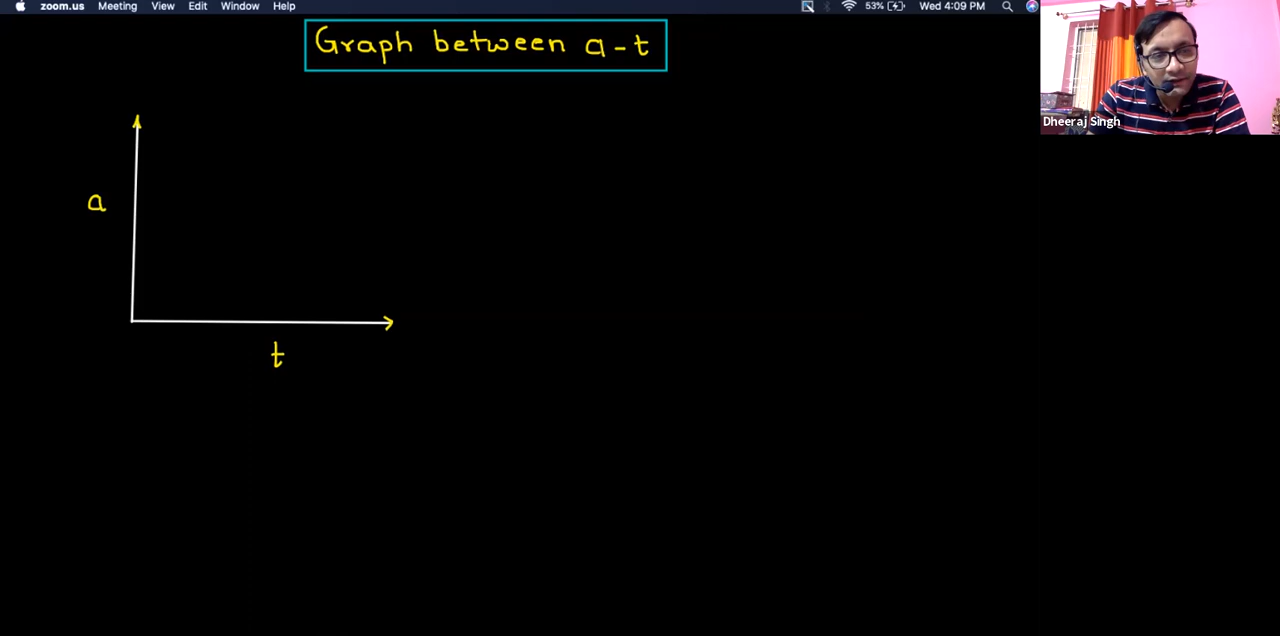 zoom.us Meeting View Edit Window Help 53% Wed 4:09 PM
Graph between a-t
Dheeraj Singh
a
t